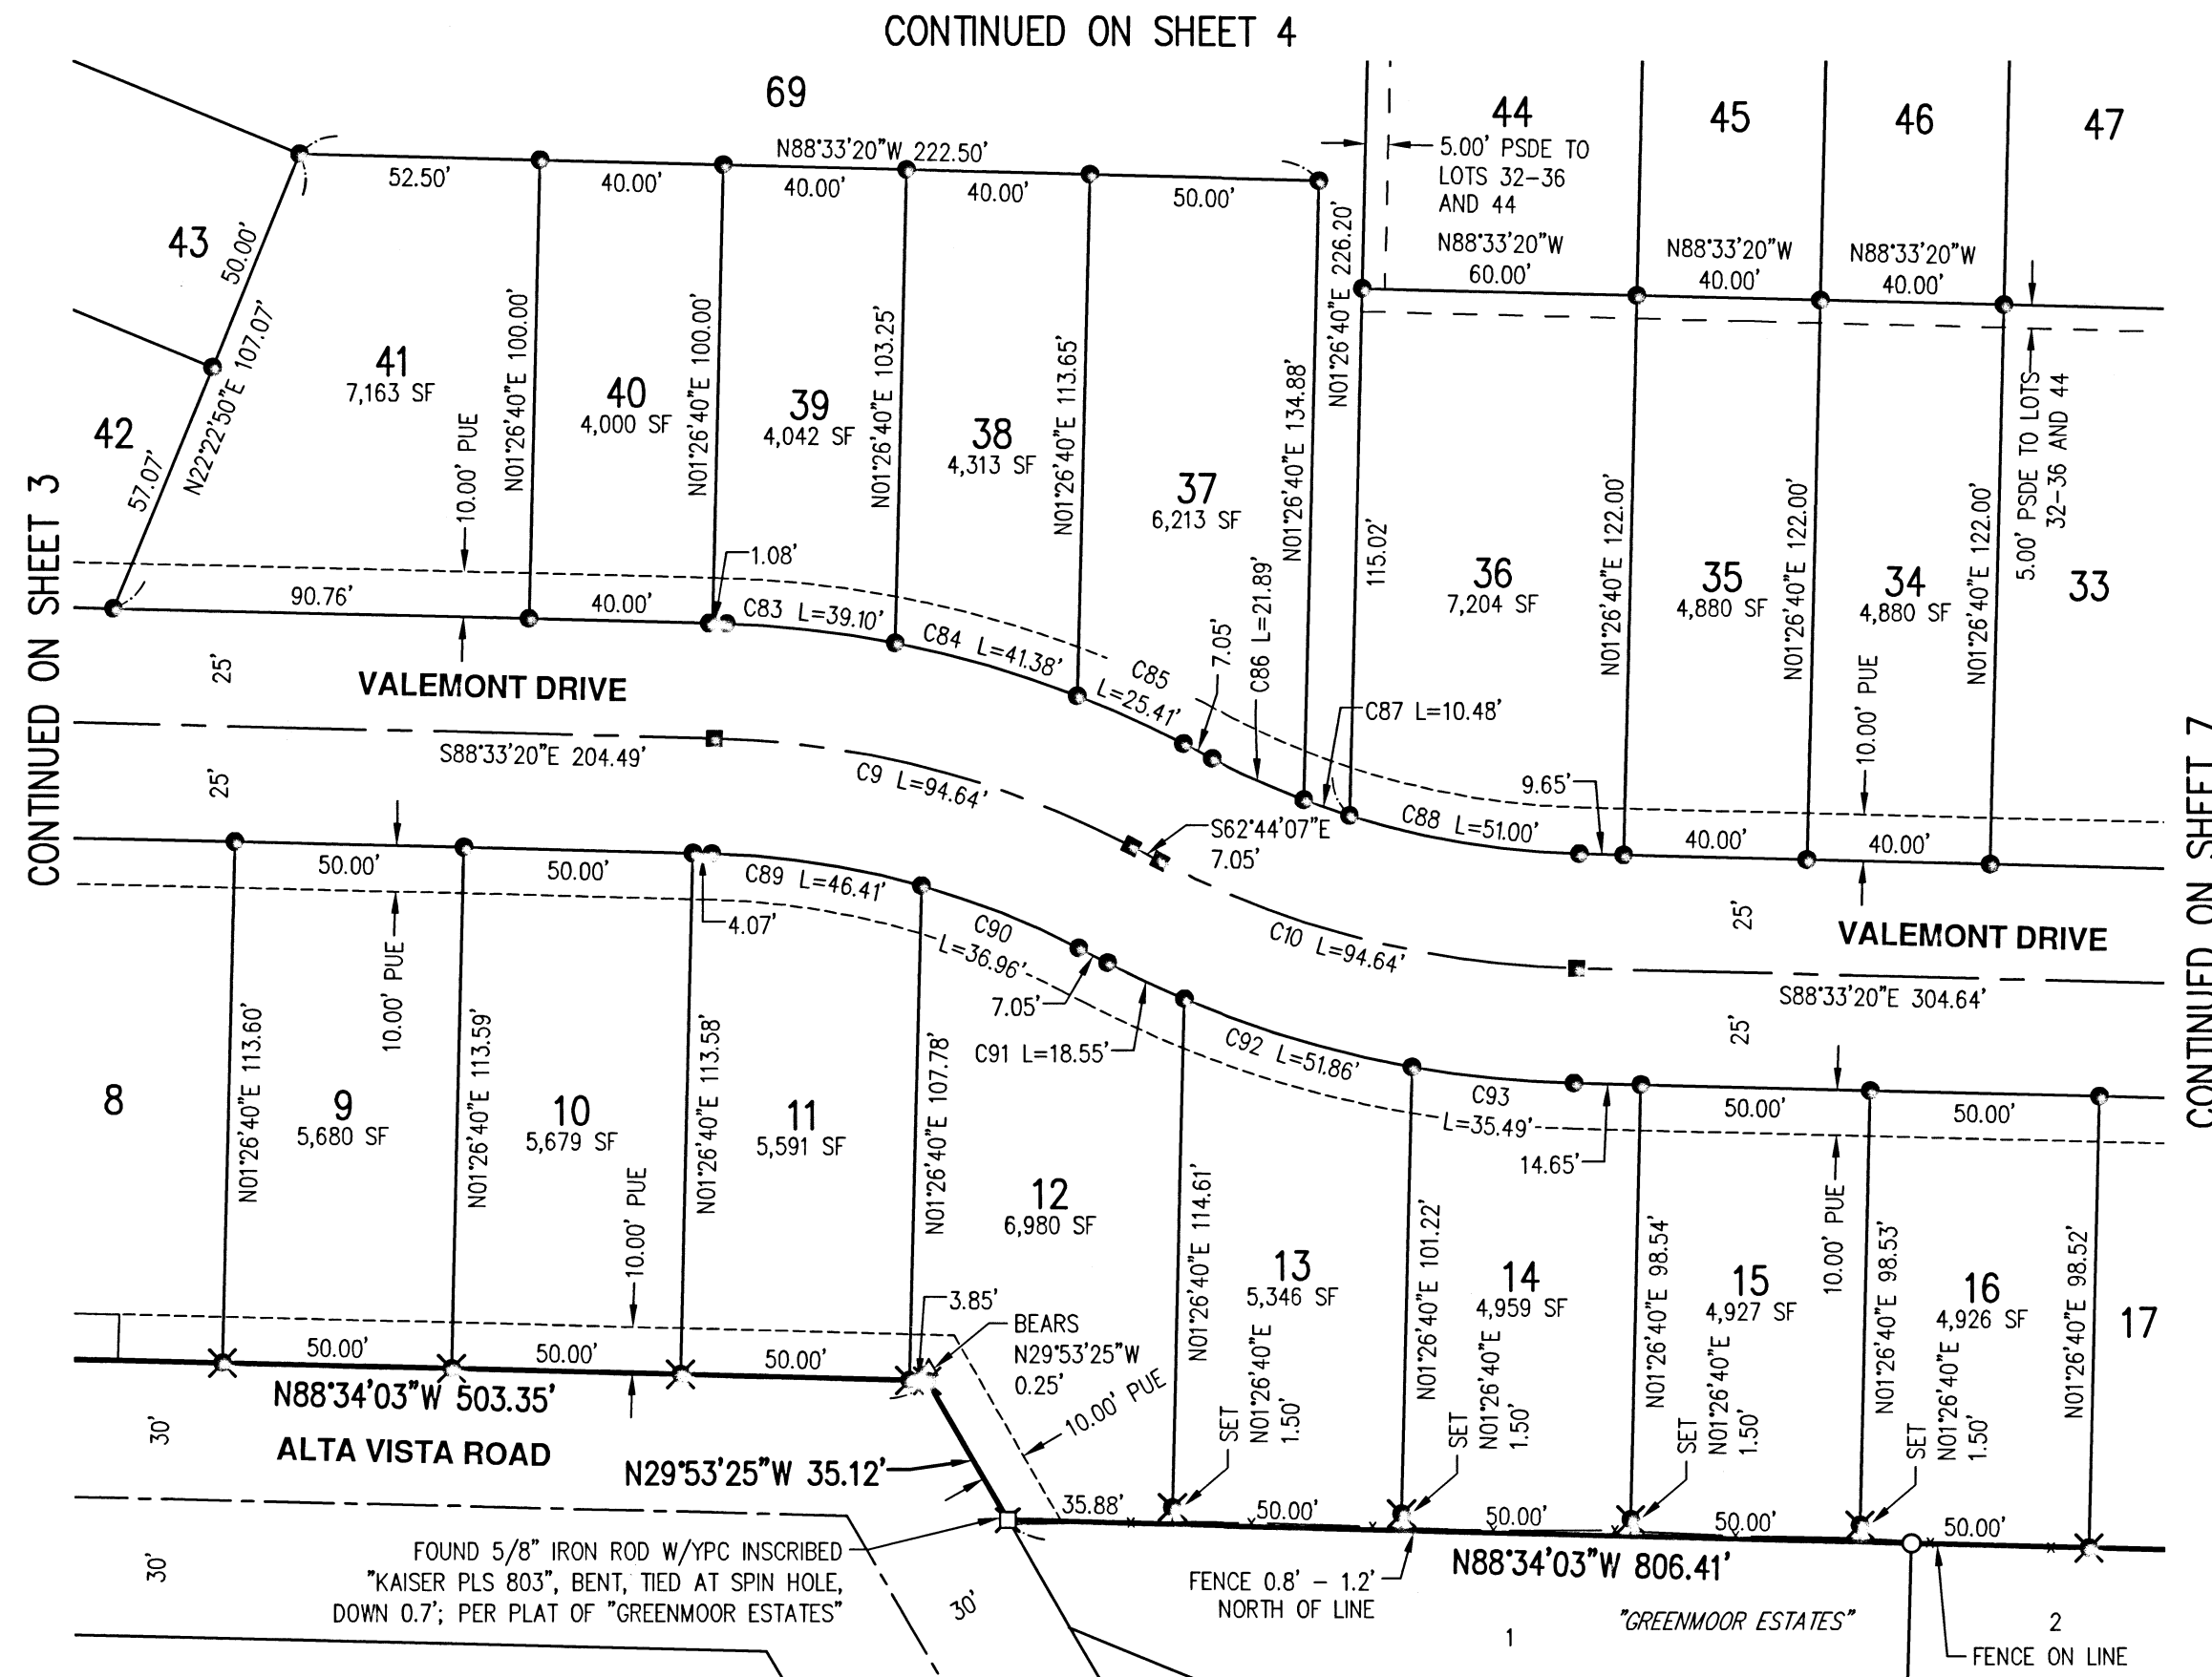 CONTINUED ON SHEET 4
CONTINUED ON SHEET 3
CONTINUED ON SHEET 7
69
N88°33'20"W 222.50'
52.50'
40.00'
40.00'
40.00'
50.00'
43
50.00'
42
57.07'
N22°22'50"E 107.07'
41
7,163 SF
10.00' PUE
N01°26'40"E 100.00'
40
4,000 SF
N01°26'40"E 100.00'
39
4,042 SF
N01°26'40"E 103.25'
38
4,313 SF
N01°26'40"E 113.65'
37
6,213 SF
N01°26'40"E 134.88'
N01°26'40"E 226.20'
115.02'
44
5.00' PSDE TO
LOTS 32-36
AND 44
N88°33'20"W
60.00'
45
N88°33'20"W
40.00'
46
N88°33'20"W
40.00'
47
36
7,204 SF
N01°26'40"E 122.00'
35
4,880 SF
N01°26'40"E 122.00'
34
4,880 SF
N01°26'40"E 122.00'
5.00' PSDE TO LOTS
32-36 AND 44
33
10.00' PUE
90.76'
40.00'
1.08'
C83 L=39.10'
C84 L=41.38'
C85
L=25.41'
7.05'
C86 L=21.89'
C87 L=10.48'
C88 L=51.00'
9.65'
40.00'
40.00'
25'
VALEMONT DRIVE
S88°33'20"E 204.49'
25'
C9 L=94.64'
S62°44'07"E
7.05'
C10 L=94.64'
25'
VALEMONT DRIVE
S88°33'20"E 304.64'
25'
50.00'
50.00'
4.07'
C89 L=46.41'
C90
L=36.96'
7.05'
C91 L=18.55'
C92 L=51.86'
C93
L=35.49'
14.65'
50.00'
50.00'
8
N01°26'40"E 113.60'
9
5,680 SF
10.00' PUE
N01°26'40"E 113.59'
10
5,679 SF
10.00' PUE
N01°26'40"E 113.58'
11
5,591 SF
N01°26'40"E 107.78'
12
6,980 SF
N01°26'40"E 114.61'
13
5,346 SF
N01°26'40"E 101.22'
14
4,959 SF
N01°26'40"E 98.54'
15
4,927 SF
10.00' PUE
N01°26'40"E 98.53'
16
4,926 SF
N01°26'40"E 98.52'
17
SET
N01°26'40"E
1.50'
SET
N01°26'40"E
1.50'
SET
N01°26'40"E
1.50'
SET
N01°26'40"E
1.50'
50.00'
50.00'
50.00'
3.85'
BEARS
N29°53'25"W
0.25'
10.00' PUE
N88°34'03"W 503.35'
30'
ALTA VISTA ROAD
N29°53'25"W 35.12'
30'
30'
35.88'
50.00'
50.00'
50.00'
50.00'
FOUND 5/8" IRON ROD W/YPC INSCRIBED
"KAISER PLS 803", BENT, TIED AT SPIN HOLE,
DOWN 0.7'; PER PLAT OF "GREENMOOR ESTATES"
FENCE 0.8' - 1.2'
NORTH OF LINE
N88°34'03"W 806.41'
"GREENMOOR ESTATES"
1
2
FENCE ON LINE